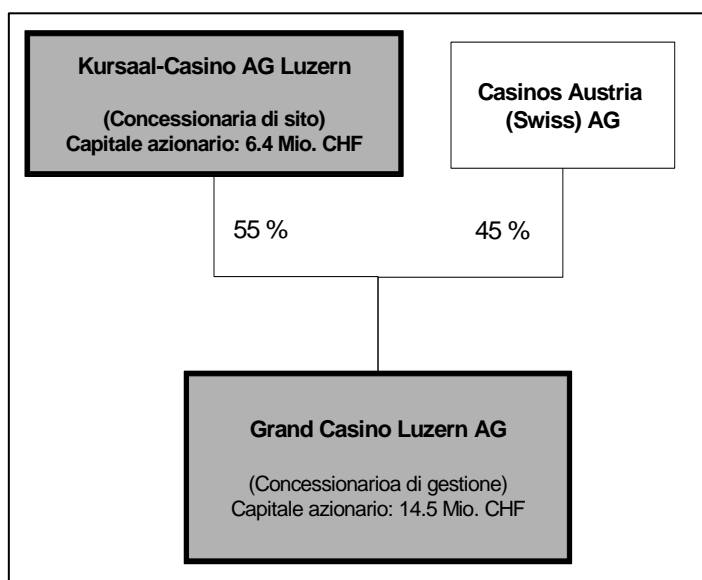 Kursaal-Casino AG Luzern
(Concessionaria di sito)
Capitale azionario: 6.4 Mio. CHF
Casinos Austria
(Swiss) AG
55 %
45 %
Grand Casino Luzern AG
(Concessionarioa di gestione)
Capitale azionario: 14.5 Mio. CHF